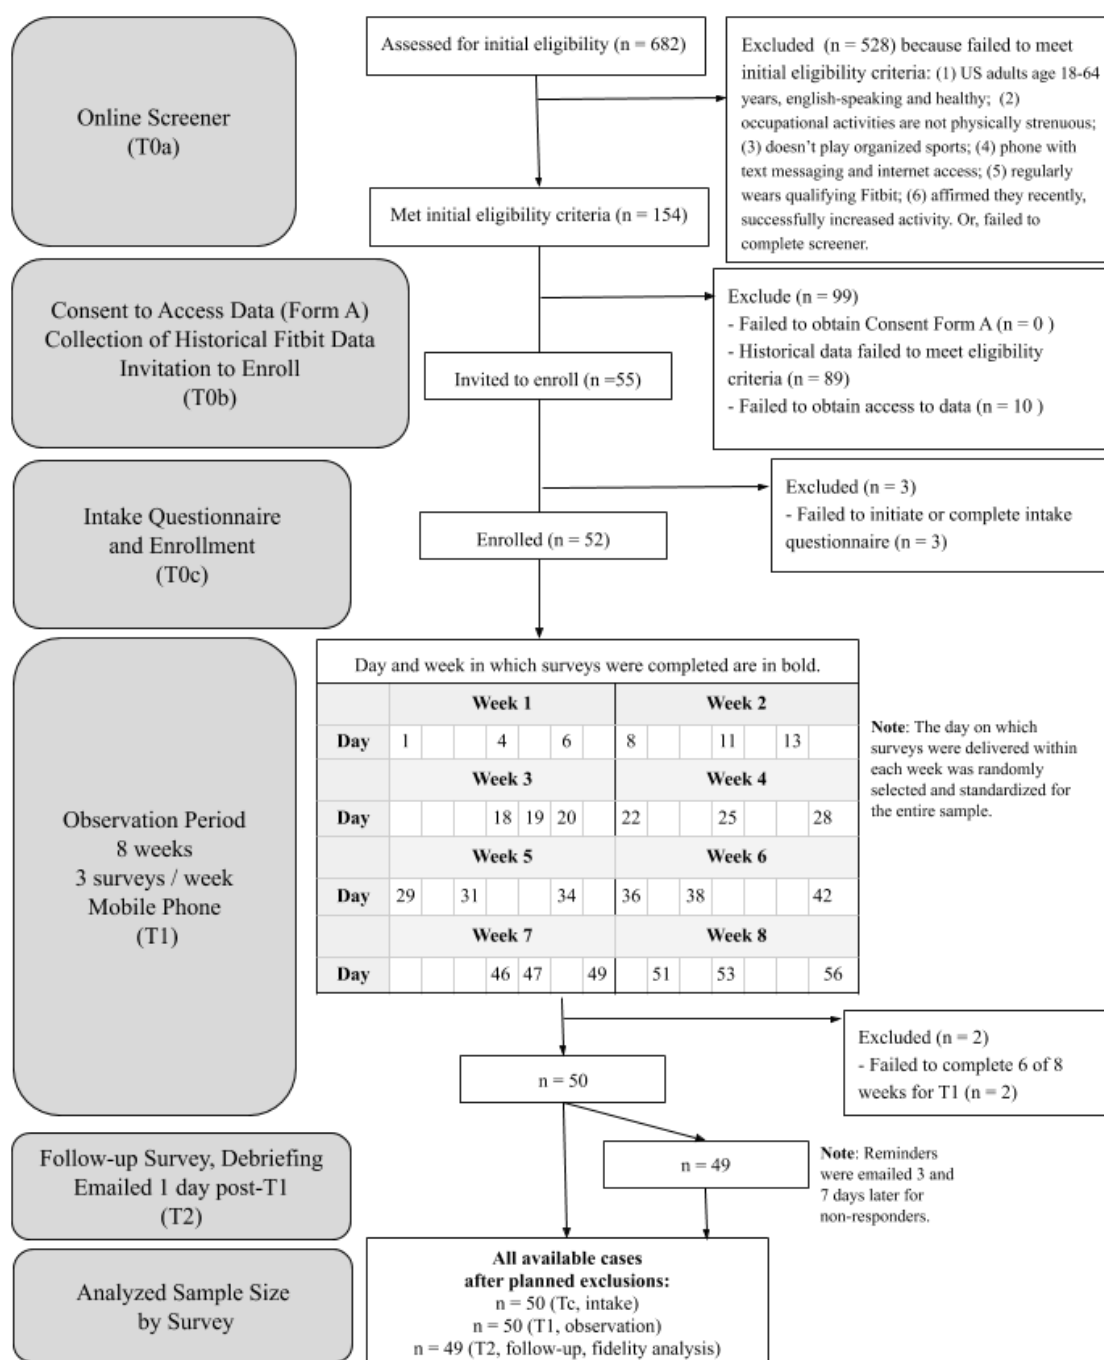 Online Screener
(T0a)
Assessed for initial eligibility (n = 682)
Excluded (n = 528) because failed to meet
initial eligibility criteria: (1) US adults age 18-64
years, english-speaking and healthy; (2)
occupational activities are not physically strenuous;
(3) doesn't play organized sports; (4) phone with
text messaging and internet access; (5) regularly
wears qualifying Fitbit; (6) affirmed they recently,
successfully increased activity. Or, failed to
complete screener.
Met initial eligibility criteria (n = 154)
Consent to Access Data (Form A)
Collection of Historical Fitbit Data
Invitation to Enroll
(T0b)
Exclude (n = 99)
- Failed to obtain Consent Form A (n = 0 )
- Historical data failed to meet eligibility
criteria (n = 89)
- Failed to obtain access to data (n = 10 )
Invited to enroll (n =55)
Intake Questionnaire
and Enrollment
(T0c)
Excluded (n = 3)
- Failed to initiate or complete intake
questionnaire (n = 3)
Enrolled (n = 52)
Observation Period
8 weeks
3 surveys / week
Mobile Phone
(T1)
Day and week in which surveys were completed are in bold.
Week 1 Week 2
Day 1 4 6 8 11 13
Week 3 Week 4
Day 18 19 20 22 25 28
Week 5 Week 6
Day 29 31 34 36 38 42
Week 7 Week 8
Day 46 47 49 51 53 56
Note: The day on which
surveys were delivered within
each week was randomly
selected and standardized for
the entire sample.
Excluded (n = 2)
- Failed to complete 6 of 8
weeks for T1 (n = 2)
n = 50
Follow-up Survey, Debriefing
Emailed 1 day post-T1
(T2)
n = 49
Note: Reminders
were emailed 3 and
7 days later for
non-responders.
Analyzed Sample Size
by Survey
All available cases
after planned exclusions:
n = 50 (Tc, intake)
n = 50 (T1, observation)
n = 49 (T2, follow-up, fidelity analysis)